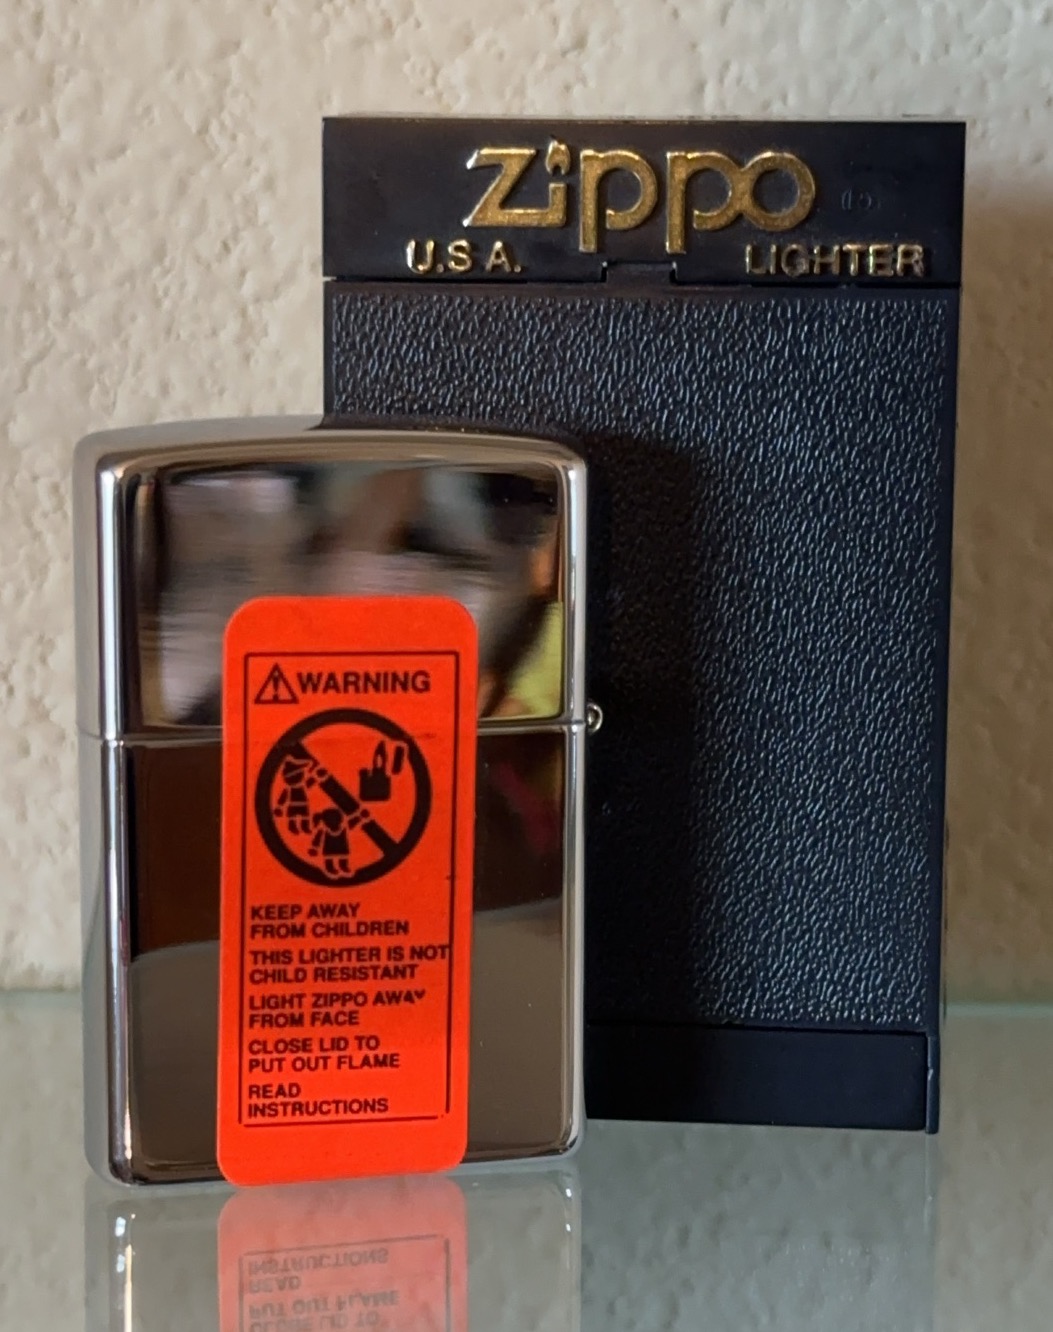 Zippo
U.S A. LIGHTER
WARNING
KEEP AWAY
FROM CHILDREN
THIS LIGHTER IS NOT
CHILD RESISTANT
LIGHT ZIPPO AWAY
FROM FACE
CLOSE LID TO
PUT OUT FLAME
READ
INSTRUCTIONS